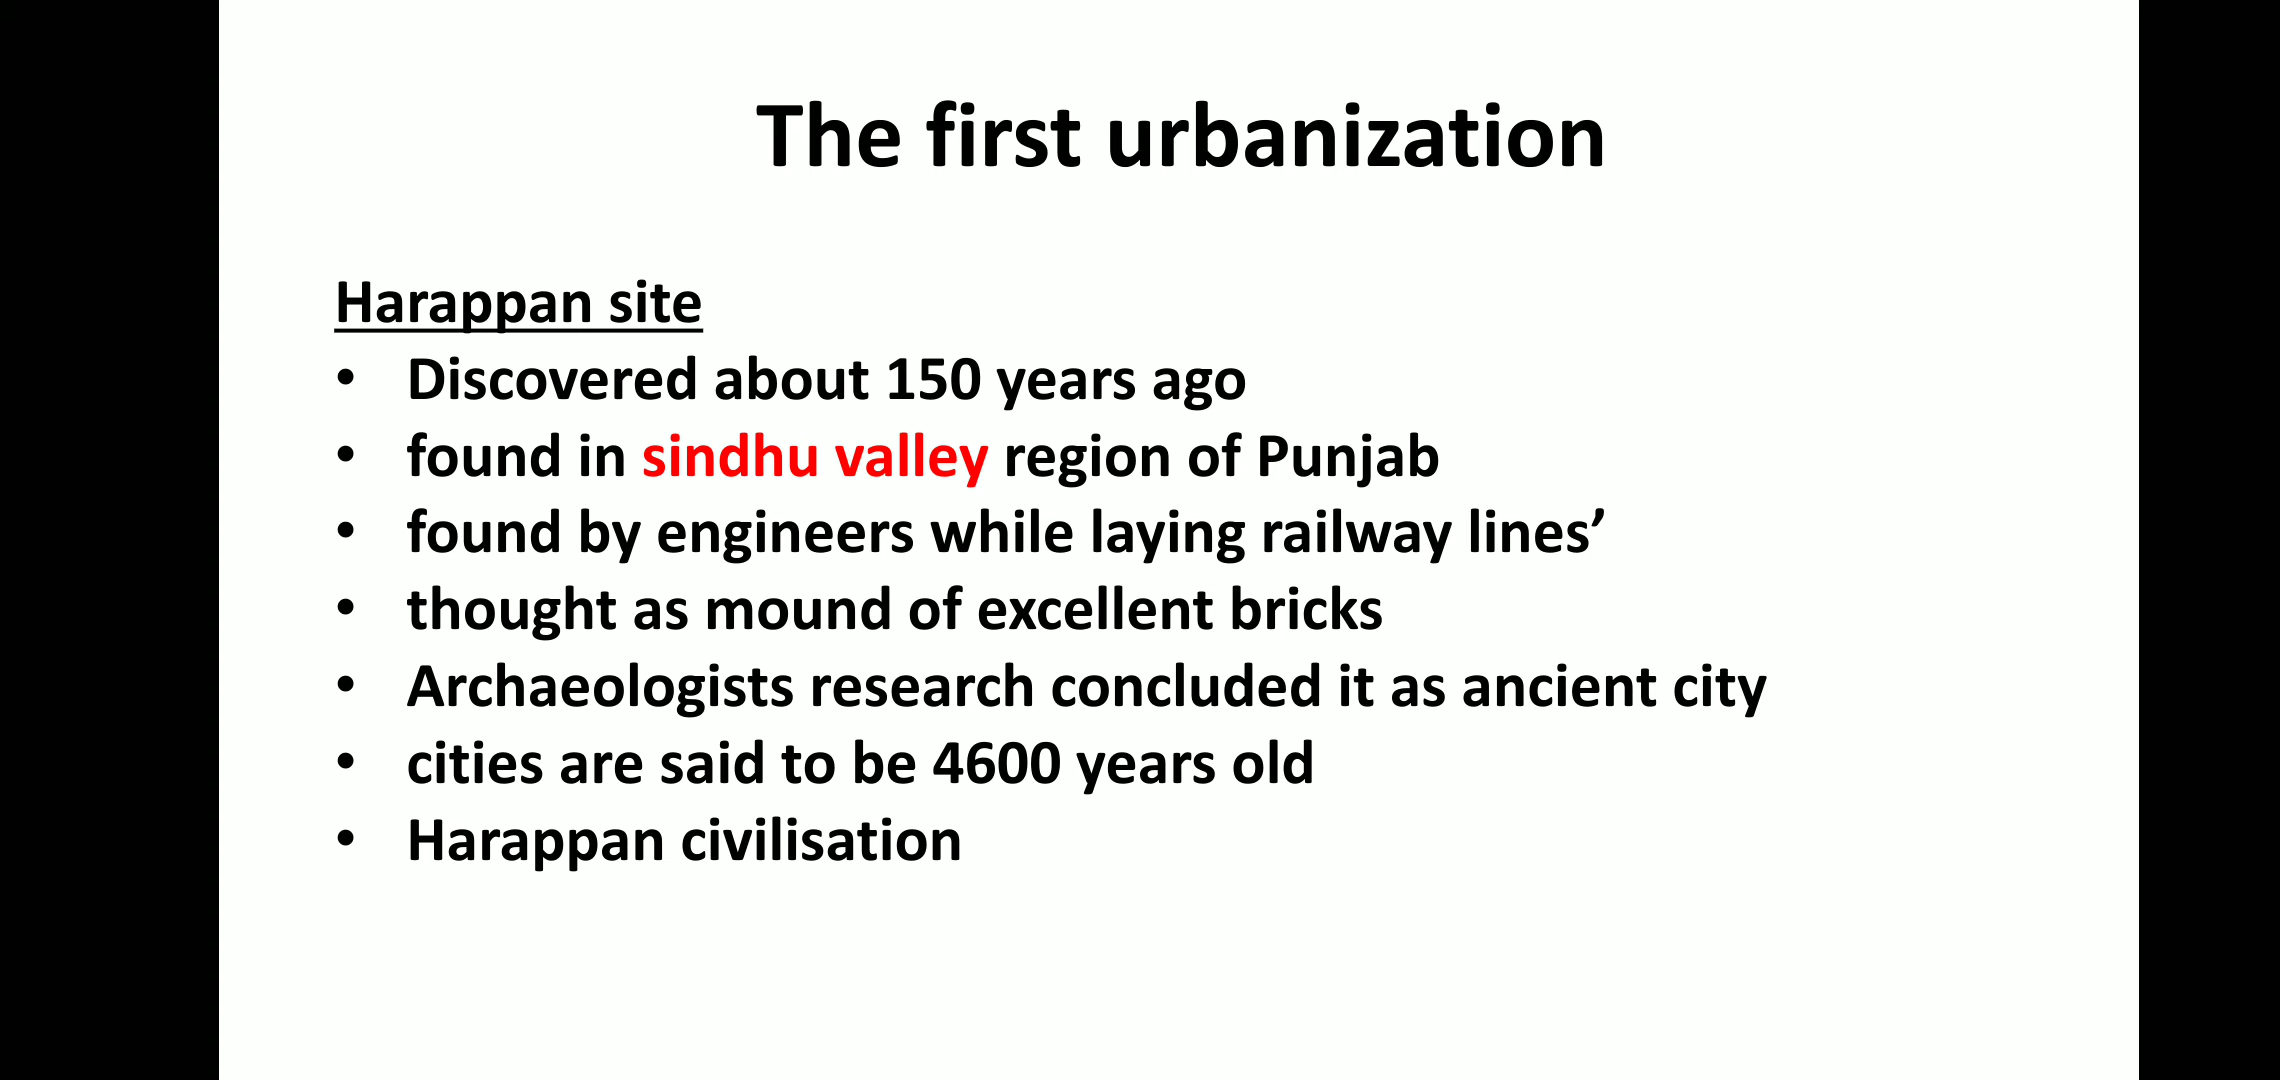 The first urbanization
Harappan site
• Discovered about 150 years ago
• found in sindhu valley region of Punjab
• found by engineers while laying railway lines’
• thought as mound of excellent bricks
• Archaeologists research concluded it as ancient city
• cities are said to be 4600 years old
• Harappan civilisation